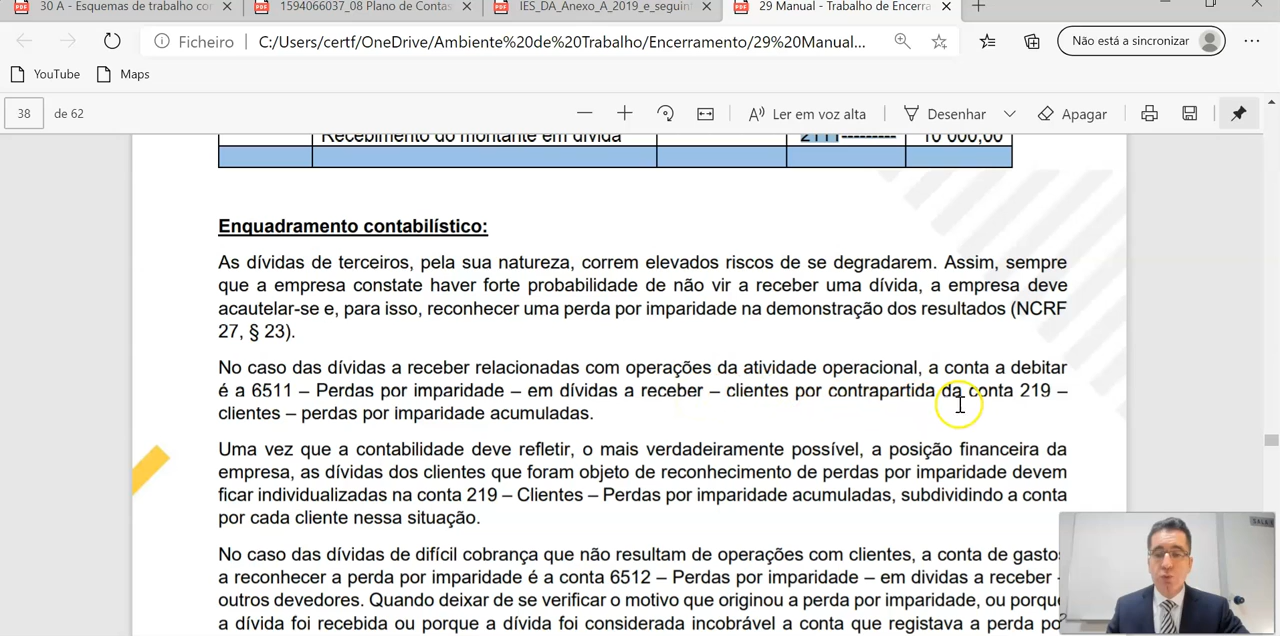 30 A - Esquemas de trabalho co
1594066037_08 Plano de Contas
IES_DA_Anexo_A_2019_e_seguin
29 Manual - Trabalho de Encerra
Ficheiro
C:/Users/certf/OneDrive/Ambiente%20de%20Trabalho/Encerramento/29%20Manual...
Não está a sincronizar
YouTube
Maps
38
de 62
Ler em voz alta
Desenhar
Apagar
Recebimento do montante em dívida
2111----------
10 000,00
Enquadramento contabilístico:
As dívidas de terceiros, pela sua natureza, correm elevados riscos de se degradarem. Assim, sempre
que a empresa constate haver forte probabilidade de não vir a receber uma dívida, a empresa deve
acautelar-se e, para isso, reconhecer uma perda por imparidade na demonstração dos resultados (NCRF
27, § 23).
No caso das dívidas a receber relacionadas com operações da atividade operacional, a conta a debitar
é a 6511 – Perdas por imparidade – em dívidas a receber – clientes por contrapartida da conta 219 –
clientes – perdas por imparidade acumuladas.
Uma vez que a contabilidade deve refletir, o mais verdadeiramente possível, a posição financeira da
empresa, as dívidas dos clientes que foram objeto de reconhecimento de perdas por imparidade devem
ficar individualizadas na conta 219 – Clientes – Perdas por imparidade acumuladas, subdividindo a conta
por cada cliente nessa situação.
No caso das dívidas de difícil cobrança que não resultam de operações com clientes, a conta de gastos
a reconhecer a perda por imparidade é a conta 6512 – Perdas por imparidade – em dividas a receber -
outros devedores. Quando deixar de se verificar o motivo que originou a perda por imparidade, ou porque
a dívida foi recebida ou porque a dívida foi considerada incobrável a conta que registava a perda po